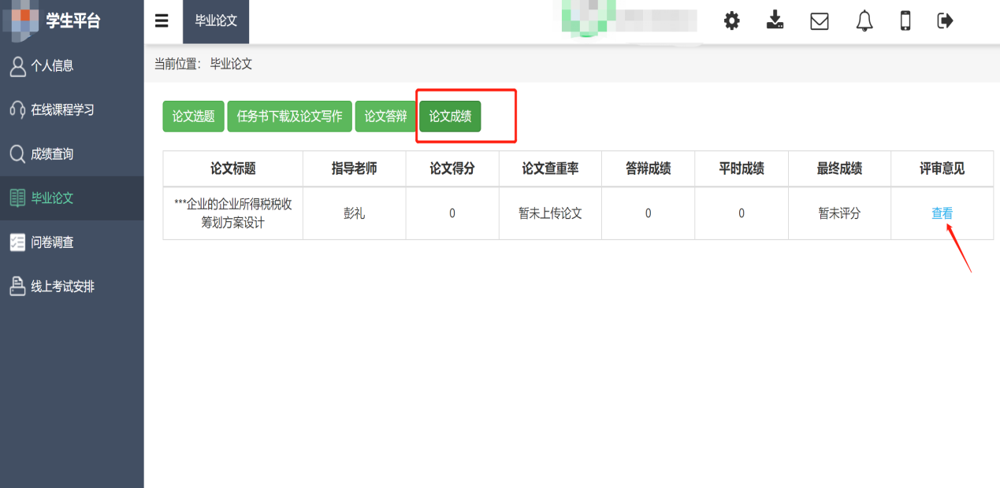 学生平台
毕业论文
个人信息
在线课程学习
成绩查询
毕业论文
问卷调查
线上考试安排
当前位置： 毕业论文
论文选题 任务书下载及论文写作 论文答辩 论文成绩
论文标题 指导老师 论文得分 论文查重率 答辩成绩 平时成绩 最终成绩 评审意见
***企业的企业所得税税收
筹划方案设计
彭礼 0 暂未上传论文 0 0 暂未评分 查看